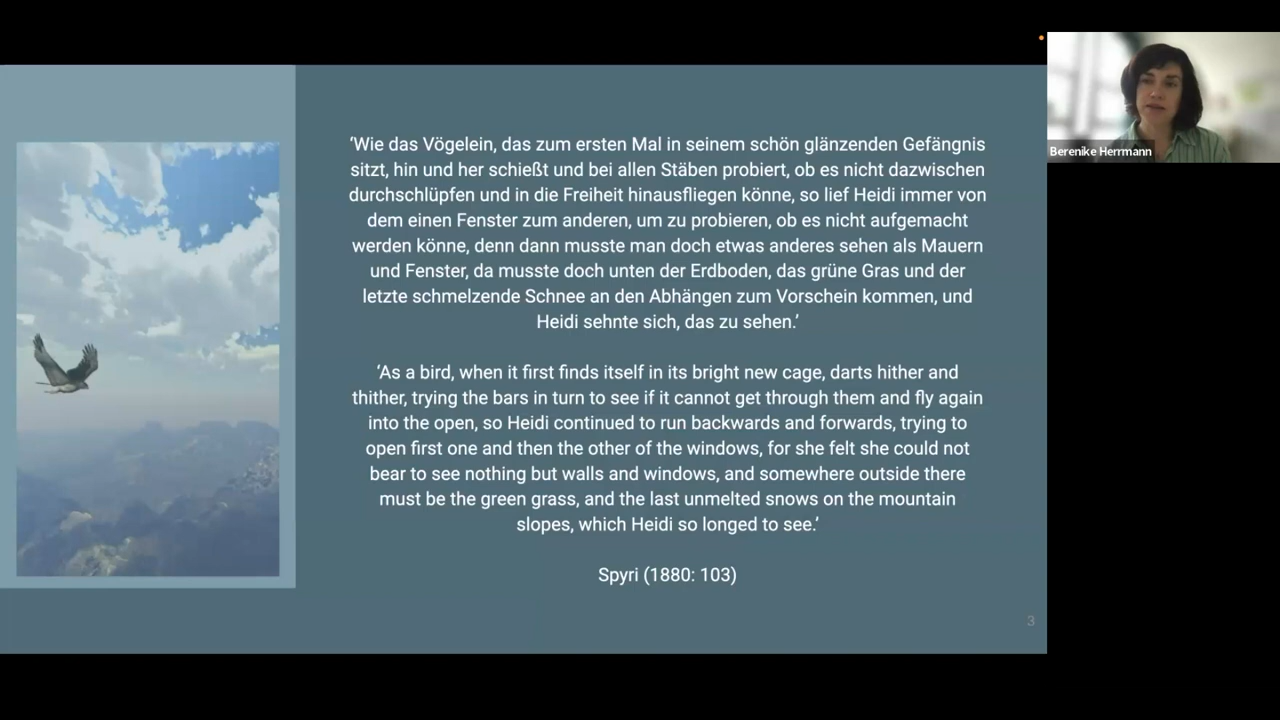 ‘Wie das Vögelein, das zum ersten Mal in seinem schön glänzenden Gefängnis
sitzt, hin und her schießt und bei allen Stäben probiert, ob es nicht dazwischen
durchschlüpfen und in die Freiheit hinausfliegen könne, so lief Heidi immer von
dem einen Fenster zum anderen, um zu probieren, ob es nicht aufgemacht
werden könne, denn dann musste man doch etwas anderes sehen als Mauern
und Fenster, da musste doch unten der Erdboden, das grüne Gras und der
letzte schmelzende Schnee an den Abhängen zum Vorschein kommen, und
Heidi sehnte sich, das zu sehen.’
‘As a bird, when it first finds itself in its bright new cage, darts hither and
thither, trying the bars in turn to see if it cannot get through them and fly again
into the open, so Heidi continued to run backwards and forwards, trying to
open first one and then the other of the windows, for she felt she could not
bear to see nothing but walls and windows, and somewhere outside there
must be the green grass, and the last unmelted snows on the mountain
slopes, which Heidi so longed to see.’
Spyri (1880: 103)
3
Berenike Herrmann